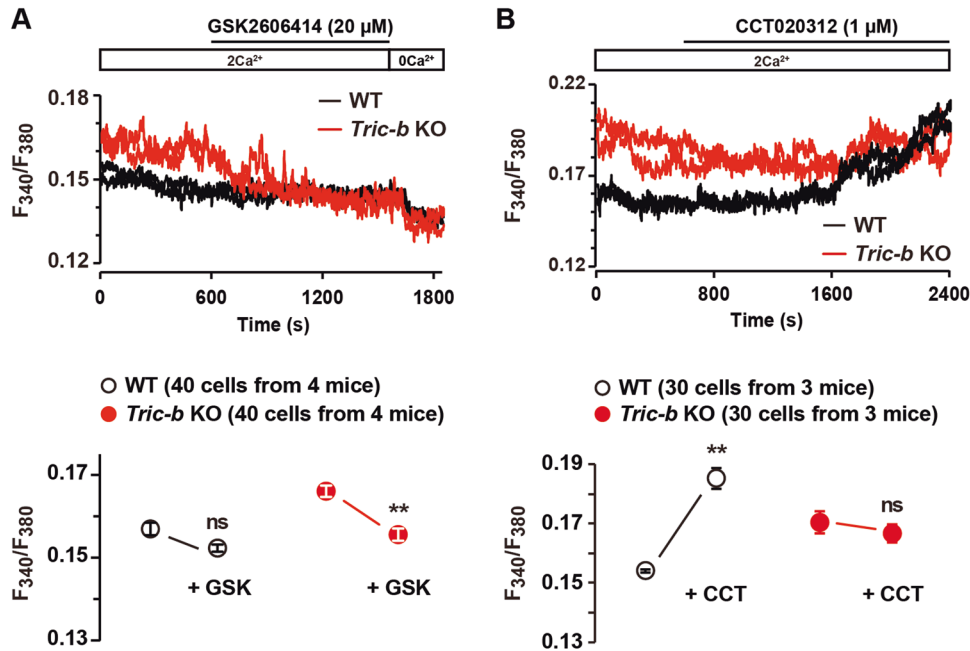 A
GSK2606414 (20 µM)
2Ca²⁺ 0Ca²⁺
0.18
0.15
0.12
F₃₄₀/F₃₈₀
WT
Tric-b KO
0 600 1200 1800
Time (s)
WT (40 cells from 4 mice)
Tric-b KO (40 cells from 4 mice)
0.17
0.15
0.13
F₃₄₀/F₃₈₀
ns **
+ GSK + GSK
B
CCT020312 (1 µM)
2Ca²⁺
0.22
0.17
0.12
F₃₄₀/F₃₈₀
WT
Tric-b KO
0 800 1600 2400
Time (s)
WT (30 cells from 3 mice)
Tric-b KO (30 cells from 3 mice)
0.19
0.17
0.15
0.13
F₃₄₀/F₃₈₀
** ns
+ CCT + CCT